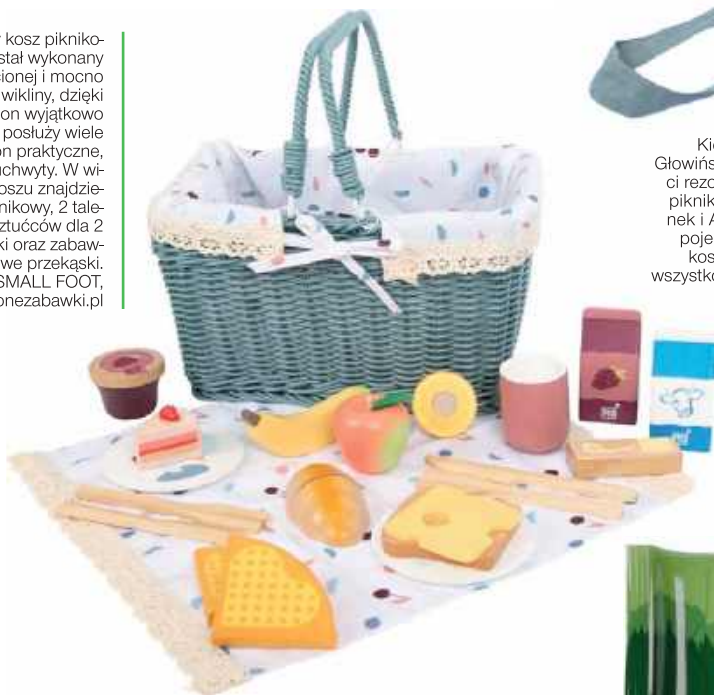 kosz pikniko-
stał wykonany
cionej i mocno
wikliny, dzięki
on wyjątkowo
posłuży wiele
on praktyczne,
uchwyty. W wi-
oszu znajdzie-
nikowy, 2 tale-
ztućców dla 2
ki oraz zabaw-
we przekąski.
SMALL FOOT,
onezabawki.pl
Kie
Głowińs
ci rezo
piknik
nek i A
poje
kos
wszystko